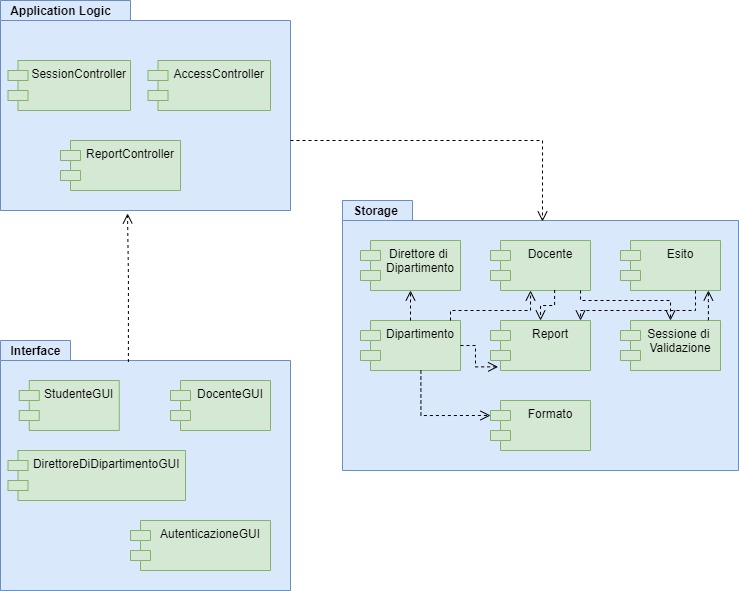 Application Logic
SessionController
AccessController
ReportController
Storage
Direttore di
Dipartimento
Docente
Esito
Dipartimento
Report
Sessione di
Validazione
Formato
Interface
StudenteGUI
DocenteGUI
DirettoreDiDipartimentoGUI
AutenticazioneGUI